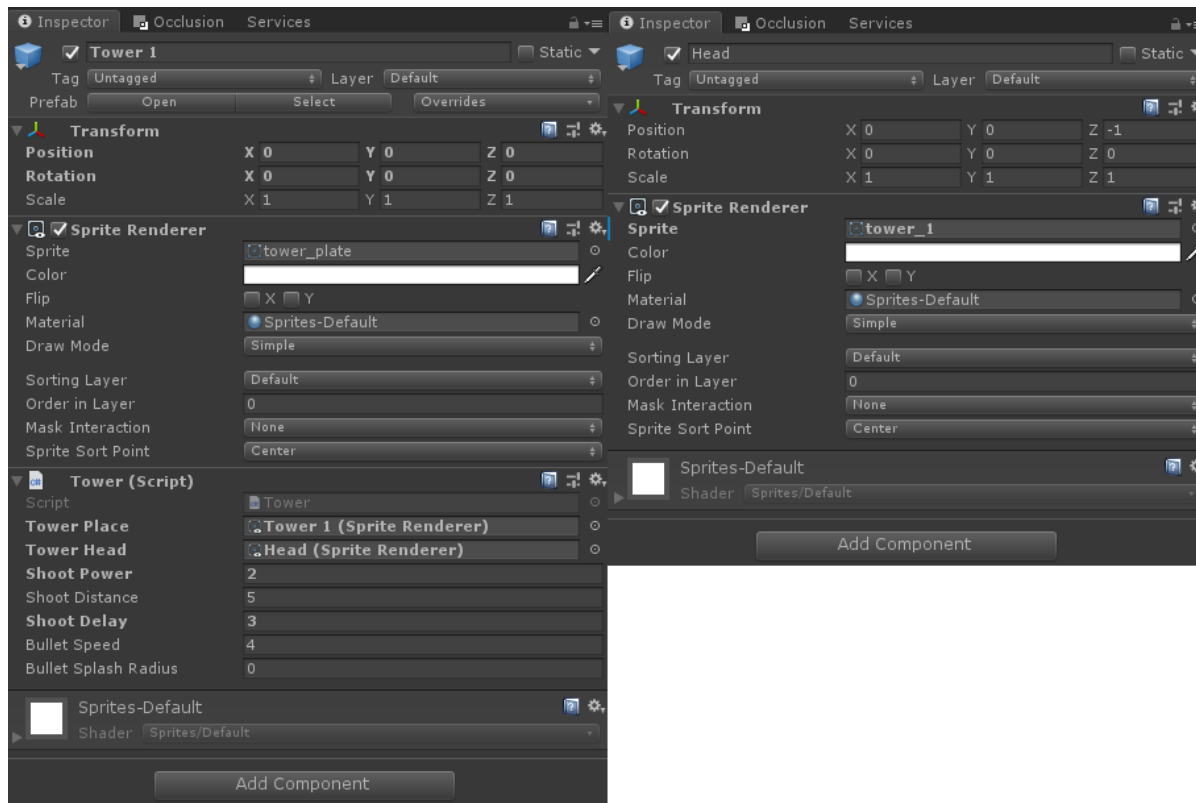 Inspector Occlusion Services
Tower 1 Static
Tag Untagged Layer Default
Prefab Open Select Overrides
Transform
Position X 0 Y 0 Z 0
Rotation X 0 Y 0 Z 0
Scale X 1 Y 1 Z 1
Sprite Renderer
Sprite tower_plate
Color
Flip X Y
Material Sprites-Default
Draw Mode Simple
Sorting Layer Default
Order in Layer 0
Mask Interaction None
Sprite Sort Point Center
Tower (Script)
Script Tower
Tower Place Tower 1 (Sprite Renderer)
Tower Head Head (Sprite Renderer)
Shoot Power 2
Shoot Distance 5
Shoot Delay 3
Bullet Speed 4
Bullet Splash Radius 0
Sprites-Default
Shader Sprites/Default
Add Component
Inspector Occlusion Services
Head Static
Tag Untagged Layer Default
Transform
Position X 0 Y 0 Z -1
Rotation X 0 Y 0 Z 0
Scale X 1 Y 1 Z 1
Sprite Renderer
Sprite tower_1
Color
Flip X Y
Material Sprites-Default
Draw Mode Simple
Sorting Layer Default
Order in Layer 0
Mask Interaction None
Sprite Sort Point Center
Sprites-Default
Shader Sprites/Default
Add Component